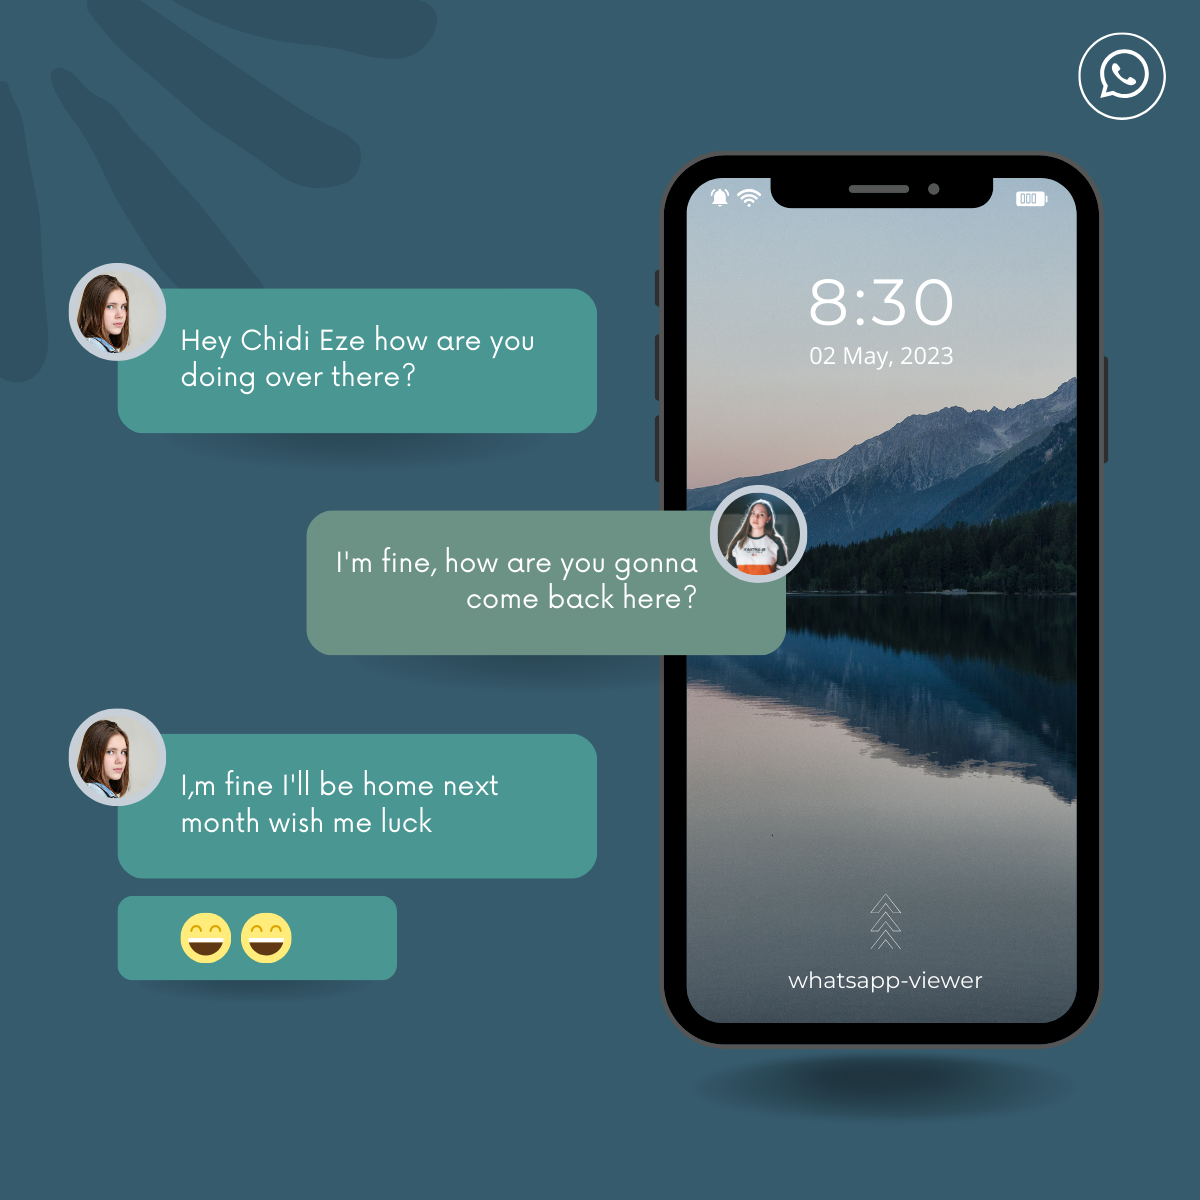 8:30
02 May, 2023
Hey Chidi Eze how are you
doing over there?
I'm fine, how are you gonna
come back here?
I,m fine I'll be home next
month wish me luck
whatsapp-viewer